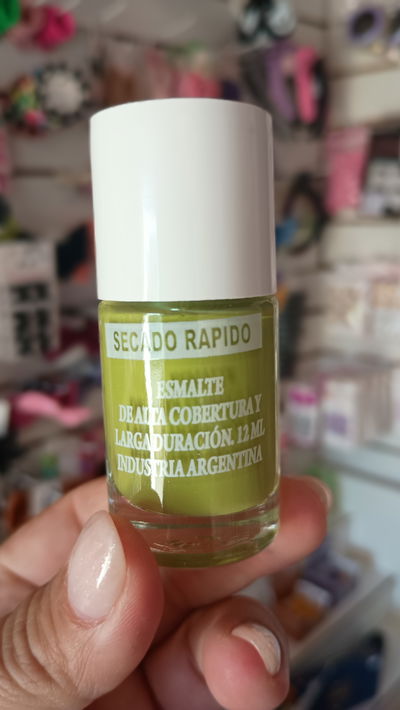 SECADO RAPIDO
ESMALTE
DE ALTA COBERTURA Y
LARGA DURACIÓN. 12 ML
INDUSTRIA ARGENTINA